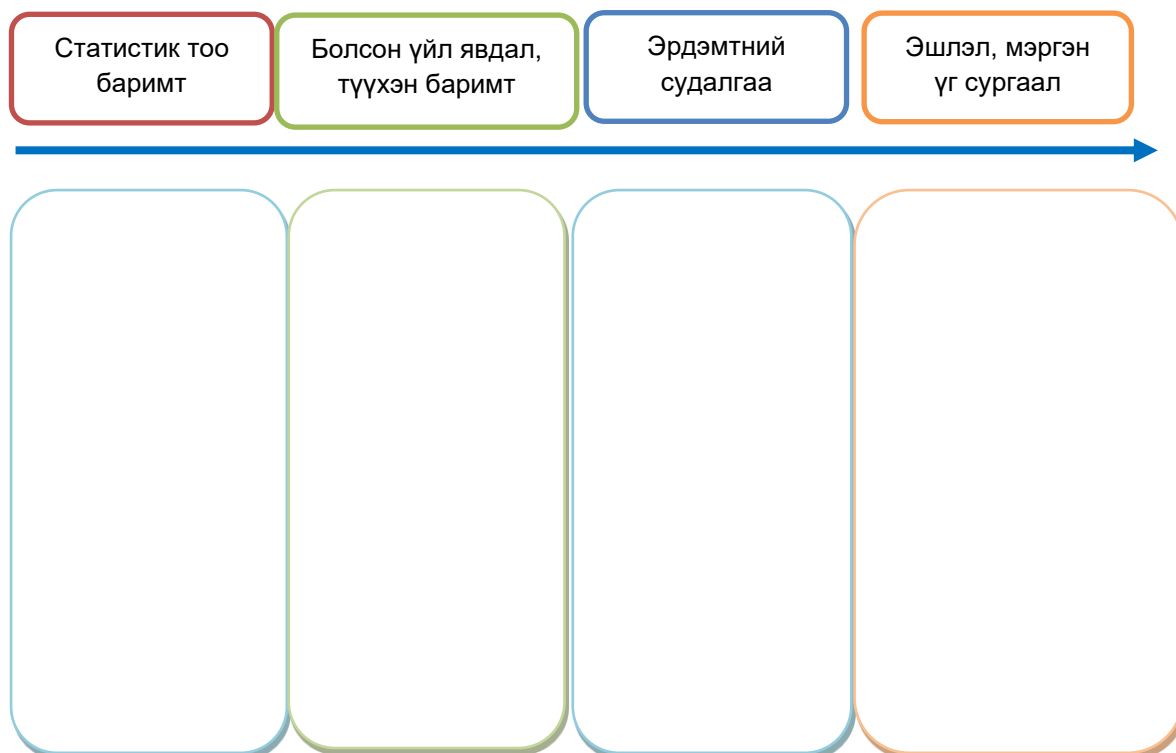 Статистик тоо
баримт
Болсон үйл явдал,
түүхэн баримт
Эрдэмтний
судалгаа
Эшлэл, мэргэн
үг сургаал